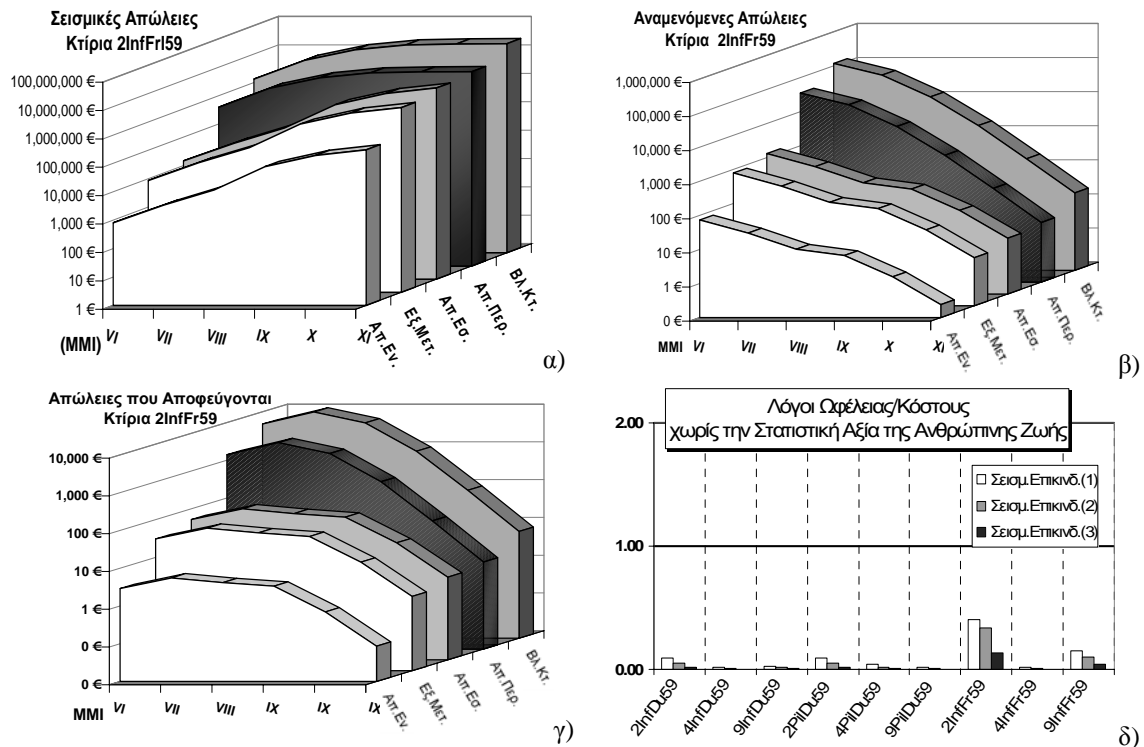 Σεισμικές Απώλειες
Κτίρια 2InfFrl59
100,000,000 €
10,000,000 €
1,000,000 €
100,000 €
10,000 €
1,000 €
100 €
10 €
1 €
(MMI)
VI
VII
VIII
IX
X
XI
Απ.Εν.
Εξ.Μετ.
Απ.Εσ.
Απ.Περ.
Βλ.Κτ.
α)
Αναμενόμενες Απώλειες
Κτίρια 2InfFr59
1,000,000 €
100,000 €
10,000 €
1,000 €
100 €
10 €
1 €
0 €
MMI
VI
VII
VIII
IX
X
XI
Απ.Εν.
Εξ.Μετ.
Απ.Εσ.
Απ.Περ.
Βλ.Κτ.
β)
Απώλειες που Αποφεύγονται
Κτίρια 2InfFr59
10,000 €
1,000 €
100 €
10 €
1 €
0 €
0 €
MMI
VI
VII
VIII
IX
IX
IX
Απ.Εν.
Εξ.Μετ.
Απ.Εσ.
Απ.Περ.
Βλ.Κτ.
γ)
Λόγοι Ωφέλειας/Κόστους
χωρίς την Στατιστική Αξία της Ανθρώπινης Ζωής
2.00
1.00
0.00
Σεισμ.Επικινδ.(1)
Σεισμ.Επικινδ.(2)
Σεισμ.Επικινδ.(3)
2InfDu59
4InfDu59
9InfDu59
2PilDu59
4PilDu59
9PilDu59
2InfFr59
4InfFr59
9InfFr59
δ)